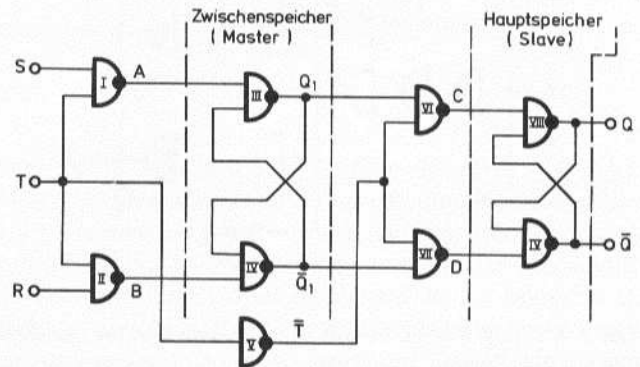 Zwischenspeicher
( Master )
Hauptspeicher
( Slave )
S
I
A
III
Q₁
VI
C
VIII
Q
T
R
II
B
IV
Q̄₁
VII
D
IV
Q̄
V
T̿